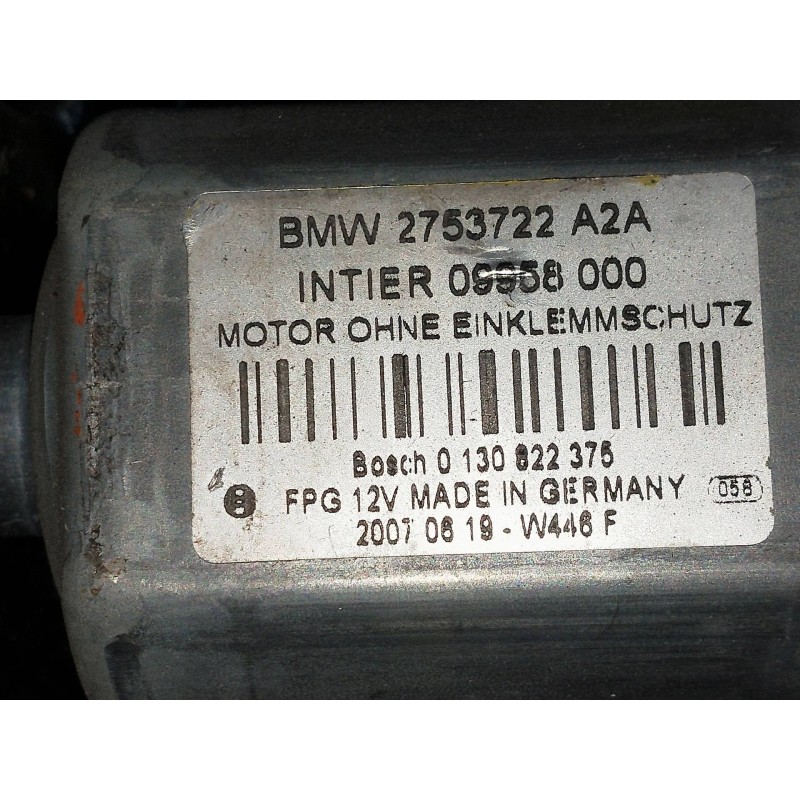 BMW 2753722 A2A
INTIER 09958 000
MOTOR OHNE EINKLEMMSCHUTZ
Bosch 0 130 822 375
FPG 12V MADE IN GERMANY 058
2007 06 19 - W446 F